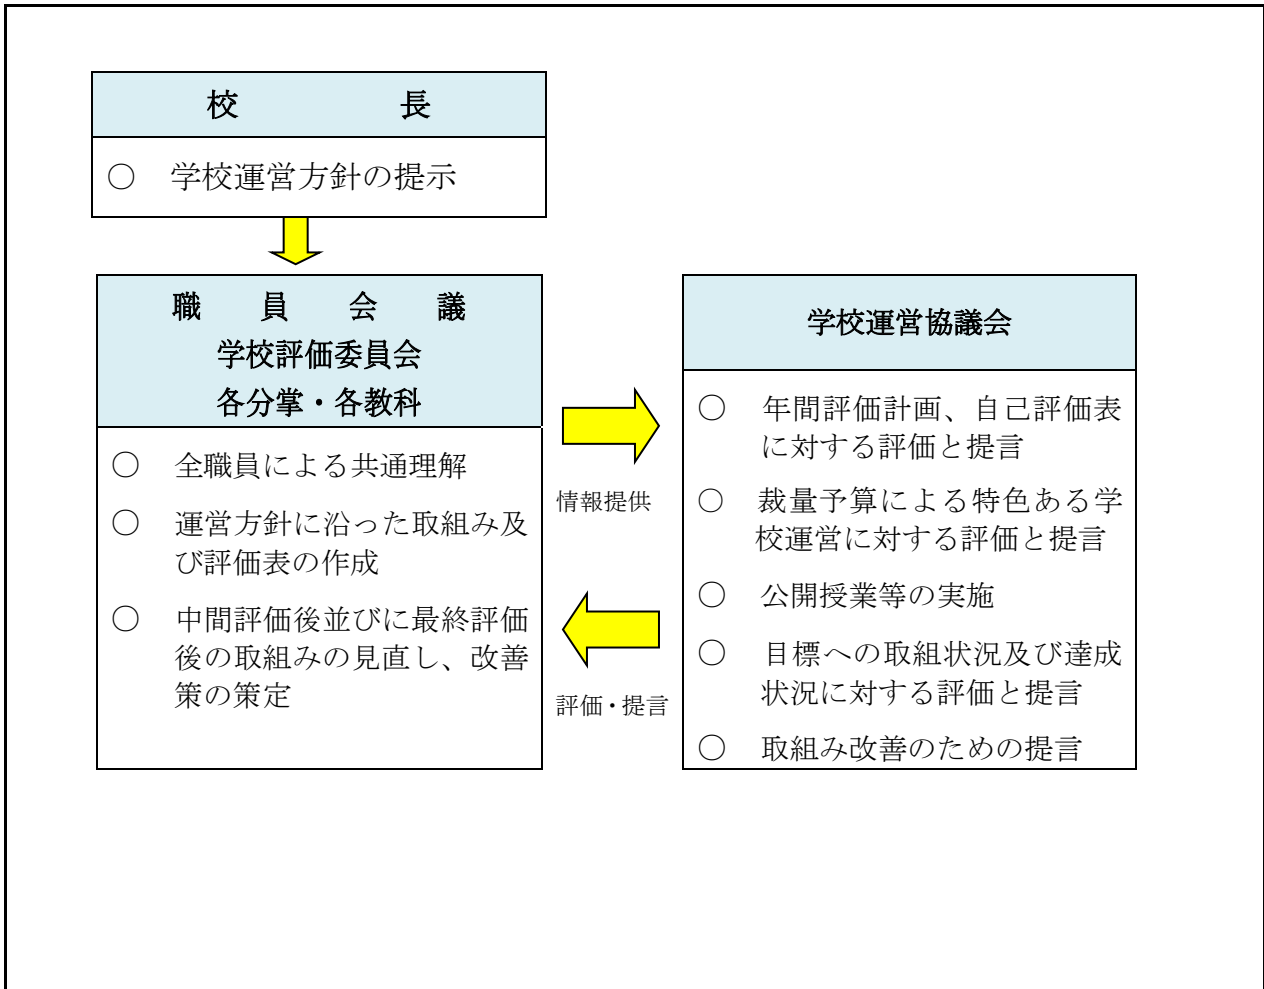 校　長
○　学校運営方針の提示
職　員　会　議
学校評価委員会
各分掌・各教科
○　全職員による共通理解
○　運営方針に沿った取組み及
び評価表の作成
○　中間評価後並びに最終評価
後の取組みの見直し、改善
策の策定
情報提供
評価・提言
学校運営協議会
○　年間評価計画、自己評価表
に対する評価と提言
○　裁量予算による特色ある学
校運営に対する評価と提言
○　公開授業等の実施
○　目標への取組状況及び達成
状況に対する評価と提言
○　取組み改善のための提言